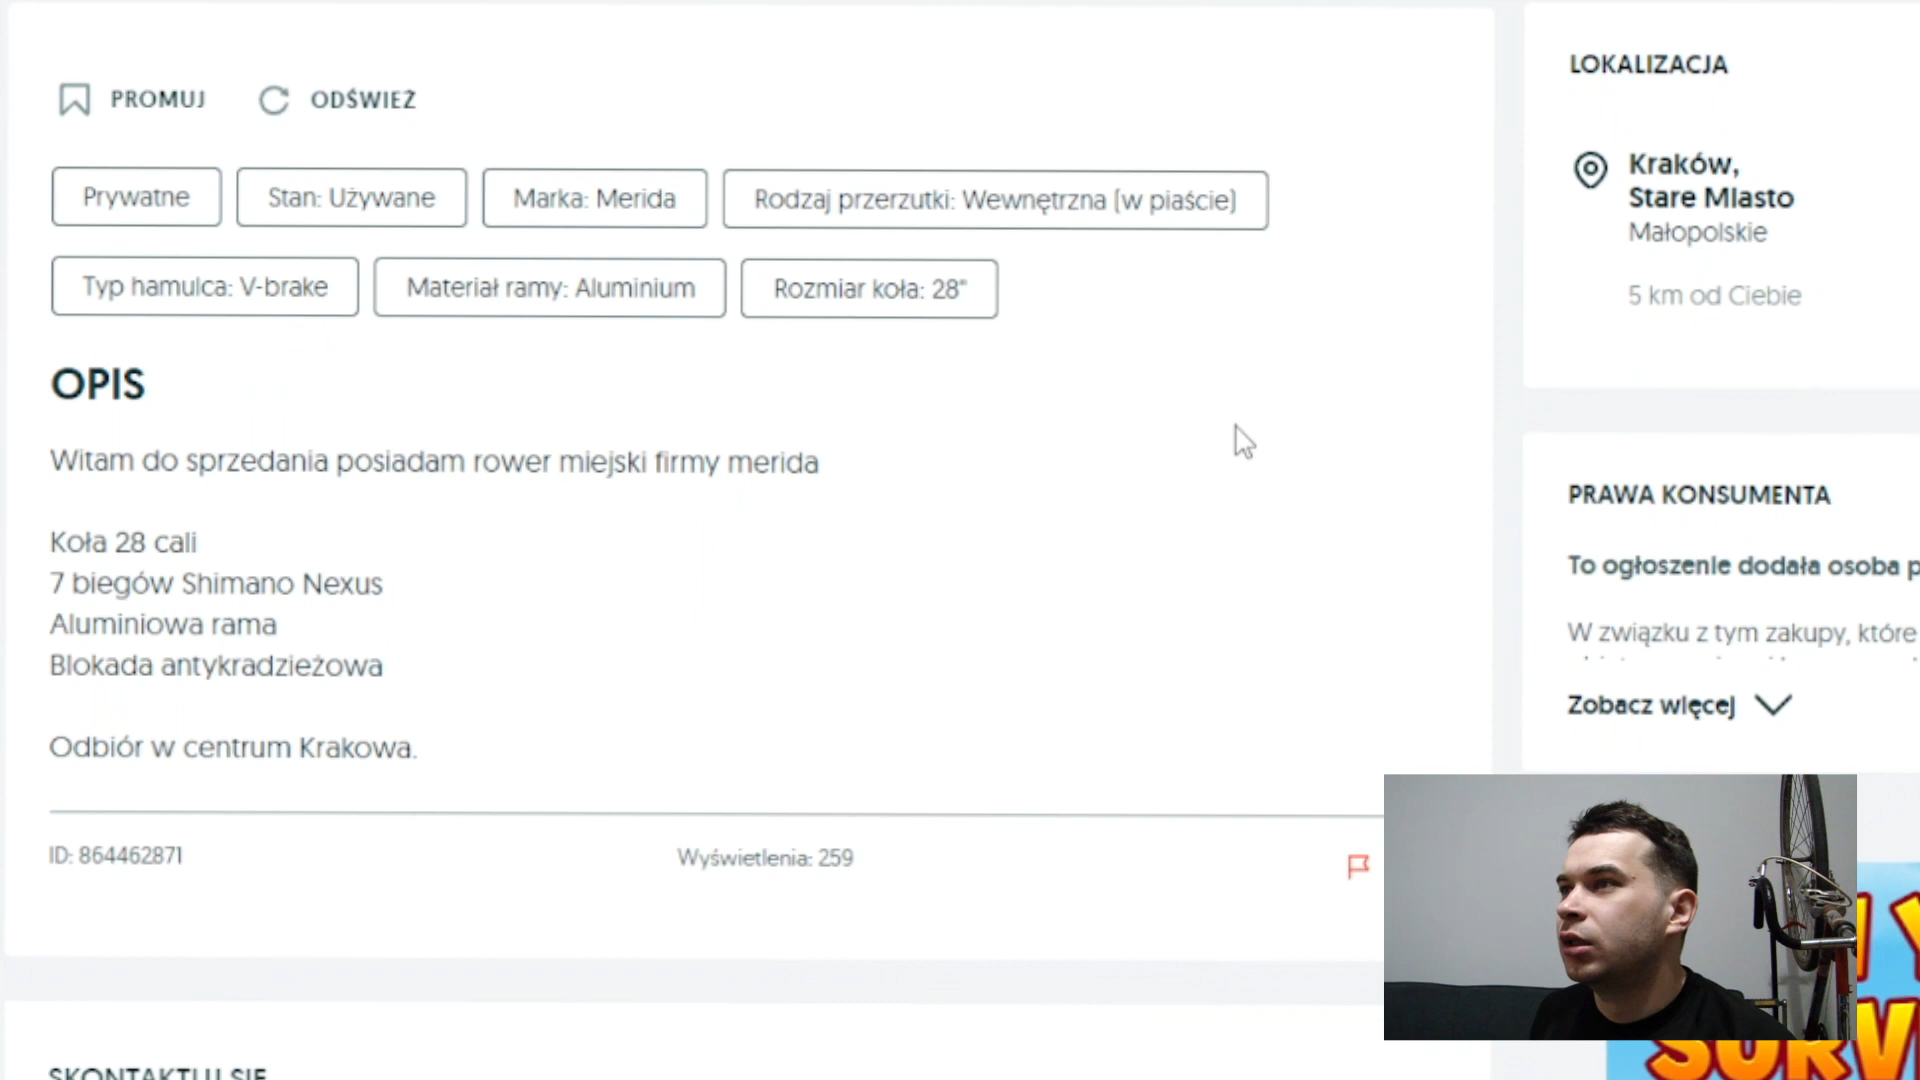 PROMUJ
ODŚWIEŻ
Prywatne
Stan: Używane
Marka: Merida
Rodzaj przerzutki: Wewnętrzna (w piaście)
Typ hamulca: V-brake
Materiał ramy: Aluminium
Rozmiar koła: 28"
OPIS
Witam do sprzedania posiadam rower miejski firmy merida
Koła 28 cali
7 biegów Shimano Nexus
Aluminiowa rama
Blokada antykradzieżowa
Odbiór w centrum Krakowa.
ID: 864462871
Wyświetlenia: 259
SKONTAKTUJ SIĘ
LOKALIZACJA
Kraków,
Stare Miasto
Małopolskie
5 km od Ciebie
PRAWA KONSUMENTA
To ogłoszenie dodała osoba p
W związku z tym zakupy, które
Zobacz więcej